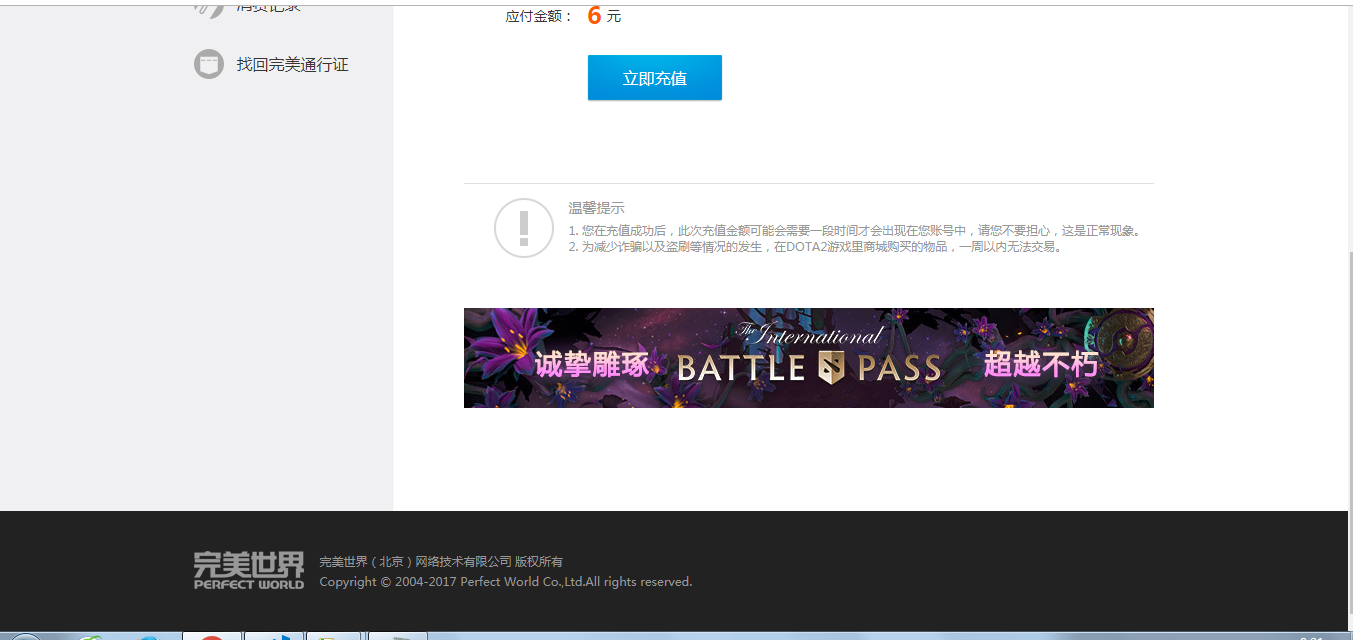 消费记录
应付金额： 6 元
找回完美通行证
立即充值
温馨提示
1. 您在充值成功后，此次充值金额可能会需要一段时间才会出现在您账号中，请您不要担心，这是正常现象。
2. 为减少诈骗以及盗刷等情况的发生，在DOTA2游戏里商城购买的物品，一周以内无法交易。
The International
诚挚雕琢 BATTLE PASS 超越不朽
完美世界
PERFECT WORLD
完美世界（北京）网络技术有限公司 版权所有
Copyright © 2004-2017 Perfect World Co.,Ltd.All rights reserved.